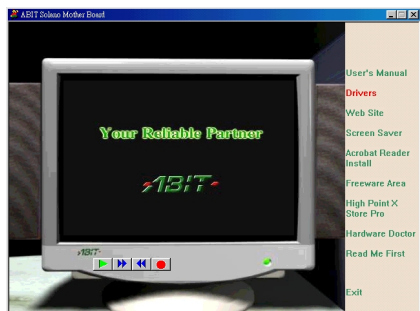 ABIT Solano Mother Board
Your Reliable Partner
ABIT
ABIT
User's Manual
Drivers
Web Site
Screen Saver
Acrobat Reader
Install
Freeware Area
High Point X
Store Pro
Hardware Doctor
Read Me First
Exit